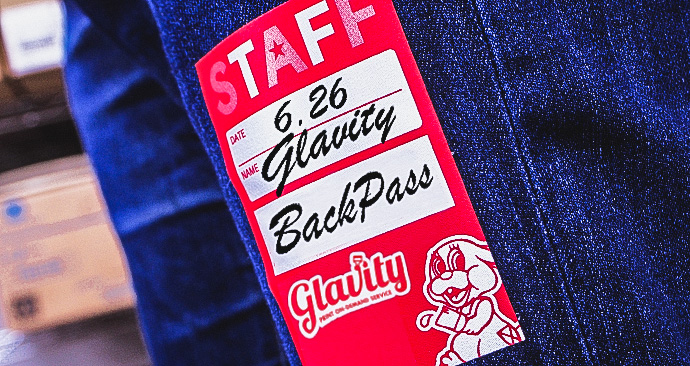 STAFF
DATE 6.26
NAME Glavity
BackPass
Glavity
PRINT ON-DEMAND SERVICE